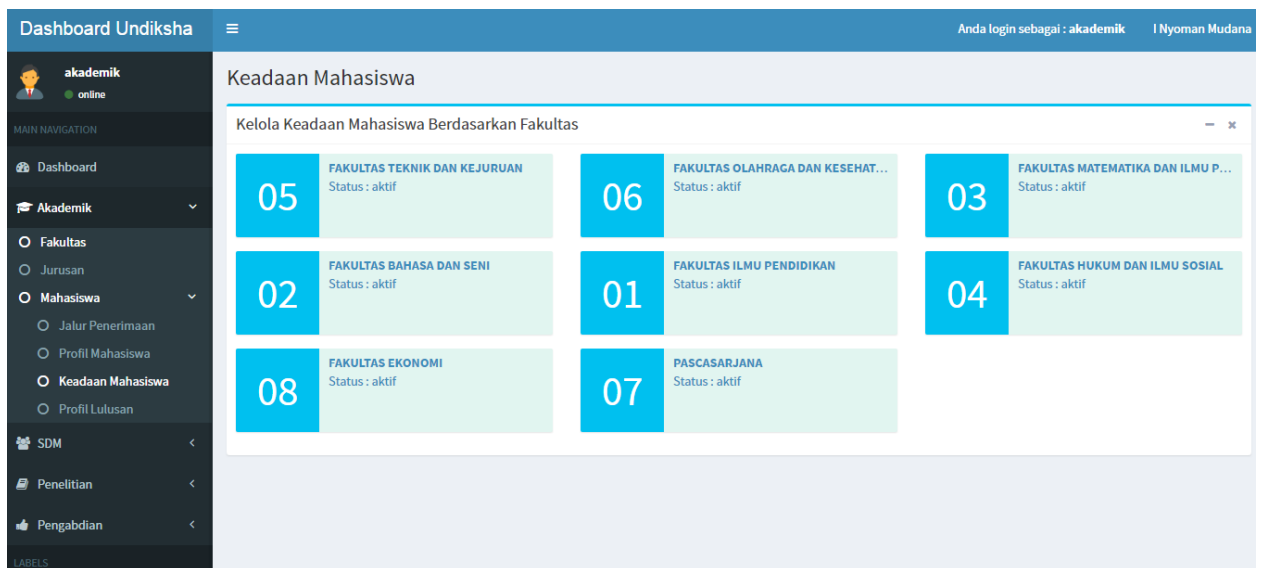 Dashboard Undiksha
Anda login sebagai : akademik I Nyoman Mudana
akademik
online
MAIN NAVIGATION
Dashboard
Akademik
Fakultas
Jurusan
Mahasiswa
Jalur Penerimaan
Profil Mahasiswa
Keadaan Mahasiswa
Profil Lulusan
SDM
Penelitian
Pengabdian
LABELS
Keadaan Mahasiswa
Kelola Keadaan Mahasiswa Berdasarkan Fakultas
05
FAKULTAS TEKNIK DAN KEJURUAN
Status : aktif
06
FAKULTAS OLAHRAGA DAN KESEHAT...
Status : aktif
03
FAKULTAS MATEMATIKA DAN ILMU P...
Status : aktif
02
FAKULTAS BAHASA DAN SENI
Status : aktif
01
FAKULTAS ILMU PENDIDIKAN
Status : aktif
04
FAKULTAS HUKUM DAN ILMU SOSIAL
Status : aktif
08
FAKULTAS EKONOMI
Status : aktif
07
PASCASARJANA
Status : aktif